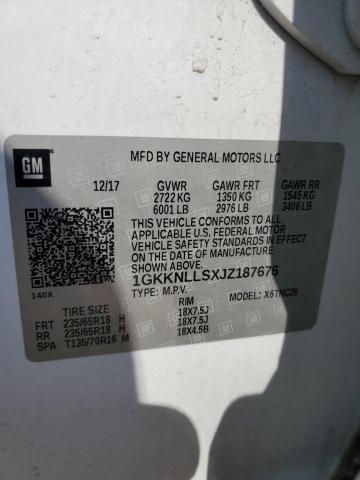 GM
MFD BY GENERAL MOTORS LLC
12/17 GVWR GAWR FRT GAWR RR
2722 KG 1350 KG 1545 KG
6001 LB 2976 LB 3406 LB
THIS VEHICLE CONFORMS TO ALL
APPLICABLE U.S. FEDERAL MOTOR
VEHICLE SAFETY AND THEFT
PREVENTION STANDARDS IN EFFECT
ON THE DATE OF MANUFACTURE
SHOWN ABOVE.
1GKKNLLSXJZ187676
140X
TYPE: M.P.V. MODEL: X6TNC26
TIRE SIZE RIM
FRT 235/65R18 H 18X7.5J
RR 235/65R18 H 18X7.5J
SPA T135/70R18 M 18X4.5B